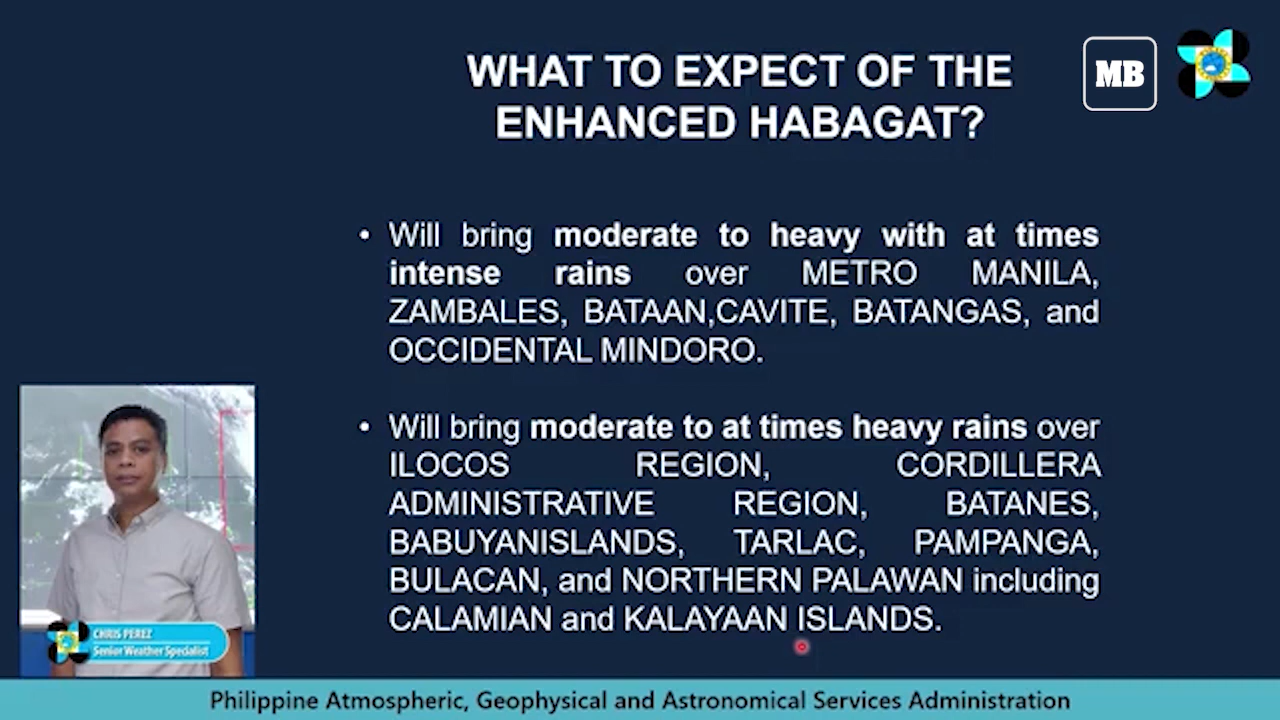 WHAT TO EXPECT OF THE
ENHANCED HABAGAT?
MB
• Will bring moderate to heavy with at times
intense rains over METRO MANILA,
ZAMBALES, BATAAN,CAVITE, BATANGAS, and
OCCIDENTAL MINDORO.
• Will bring moderate to at times heavy rains over
ILOCOS REGION, CORDILLERA
ADMINISTRATIVE REGION, BATANES,
BABUYANISLANDS, TARLAC, PAMPANGA,
BULACAN, and NORTHERN PALAWAN including
CALAMIAN and KALAYAAN ISLANDS.
CHRIS PEREZ
Senior Weather Specialist
Philippine Atmospheric, Geophysical and Astronomical Services Administration